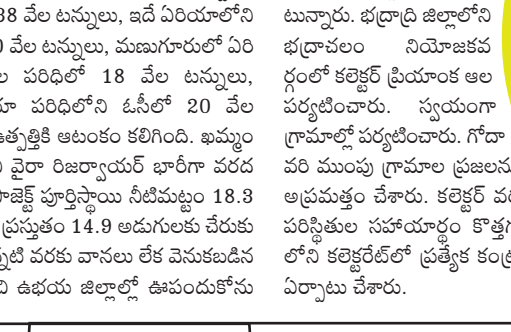 38 వేల టన్నులు, ఇదే ఏరియాలోని
వేల టన్నులు, మణుగూరులో ఏరి
పరిధిలో 18 వేల టన్నులు,
పరిధిలోని ఓసీలో 20 వేల
ఉత్పత్తికి ఆటంకం కలిగింది. ఖమ్మం
వైరా రిజర్వాయర్ భారీగా వరద
పూర్తిస్థాయి నీటిమట్టం 18.3
ప్రస్తుతం 14.9 అడుగులకు చేరుకు
వరకు వానలు లేక వెనుకబడిన
ఉభయ జిల్లాల్లో ఊపందుకోను
టున్నారు. భద్రాద్రి జిల్లాలోని
భద్రాచలం నియోజకవ
ర్గంలో కలెక్టర్ ప్రియాంక ఆల
పర్యటించారు. స్వయంగా
గ్రామాల్లో పర్యటించారు. గోదా
వరి ముంపు గ్రామాల ప్రజలను
అప్రమత్తం చేశారు. కలెక్టర్
పరిస్థితుల సహాయార్థం కొత్తగ
లోని కలెక్టరేట్‌లో ప్రత్యేక
ఏర్పాటు చేశారు.